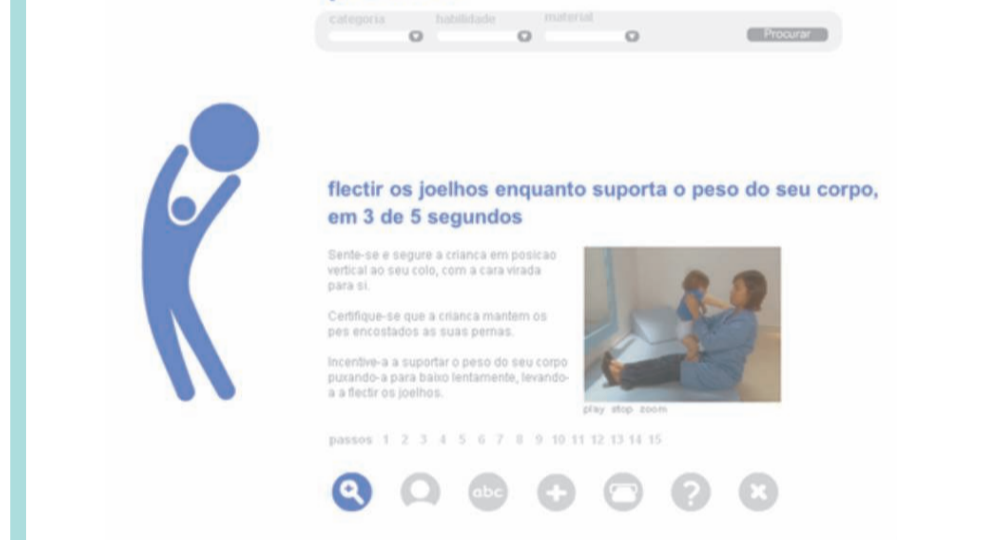 categoria habilidade material
Procurar
flectir os joelhos enquanto suporta o peso do seu corpo,
em 3 de 5 segundos
Sente-se e segure a crianca em posicao
vertical ao seu colo, com a cara virada
para si.
Certifique-se que a crianca mantem os
pes encostados as suas pernas.
Incentive-a a suportar o peso do seu corpo
puxando-a para baixo lentamente, levando-
a a flectir os joelhos.
play stop zoom
passos 1 2 3 4 5 6 7 8 9 10 11 12 13 14 15
abc
?